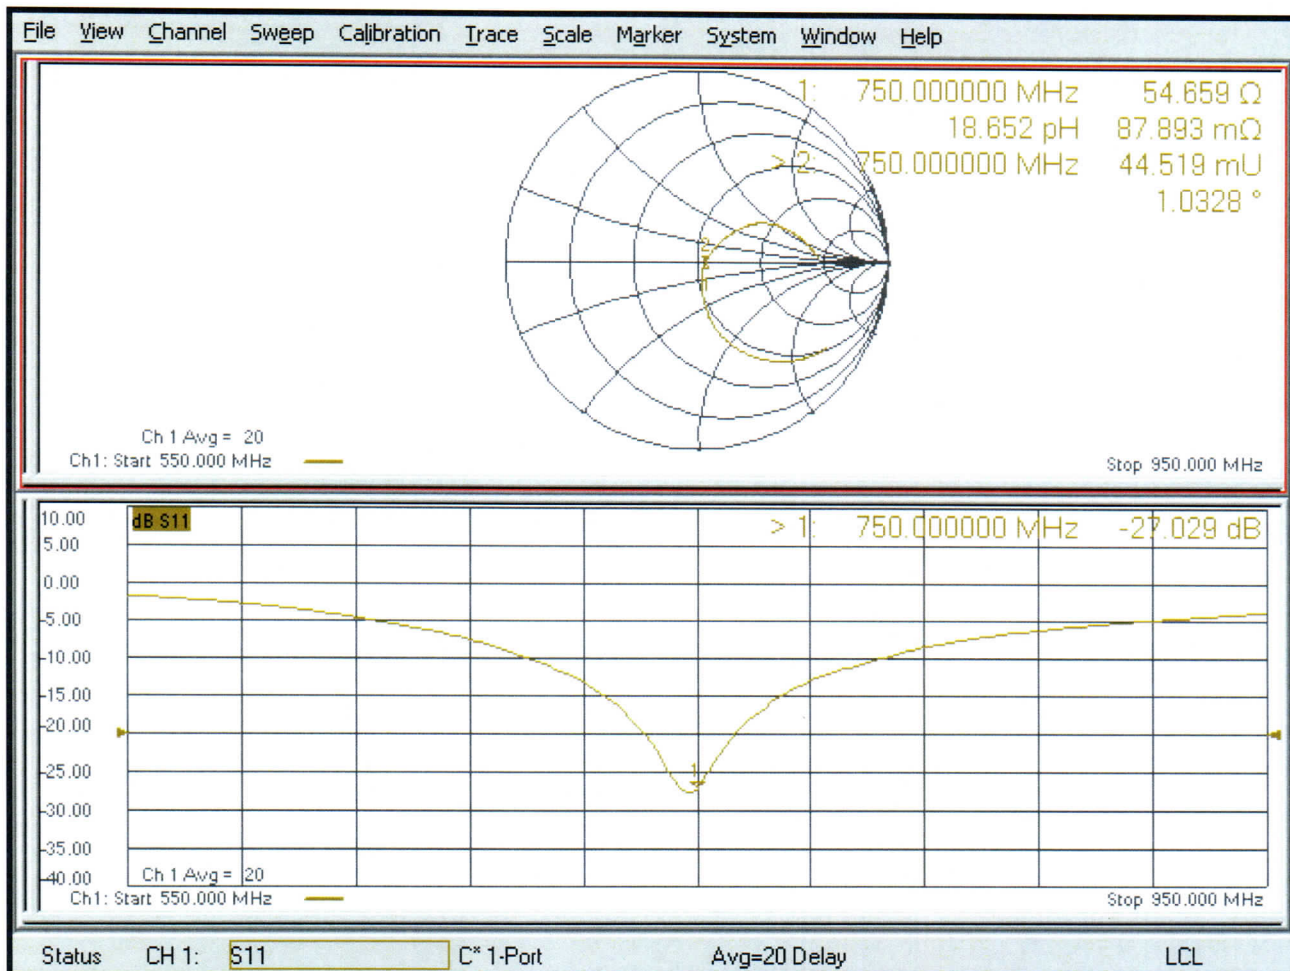 File View Channel Sweep Calibration Trace Scale Marker System Window Help
1: 750.000000 MHz 54.659 Ω
18.652 pH 87.893 mΩ
> 2: 750.000000 MHz 44.519 mU
1.0328 °
2
1
Ch 1 Avg = 20
Ch1: Start 550.000 MHz
Stop 950.000 MHz
dB S11
> 1: 750.000000 MHz -27.029 dB
10.00
5.00
0.00
-5.00
-10.00
-15.00
-20.00
-25.00
-30.00
-35.00
-40.00
1
Ch 1 Avg = 20
Ch1: Start 550.000 MHz
Stop 950.000 MHz
Status CH 1: S11 C* 1-Port Avg=20 Delay LCL